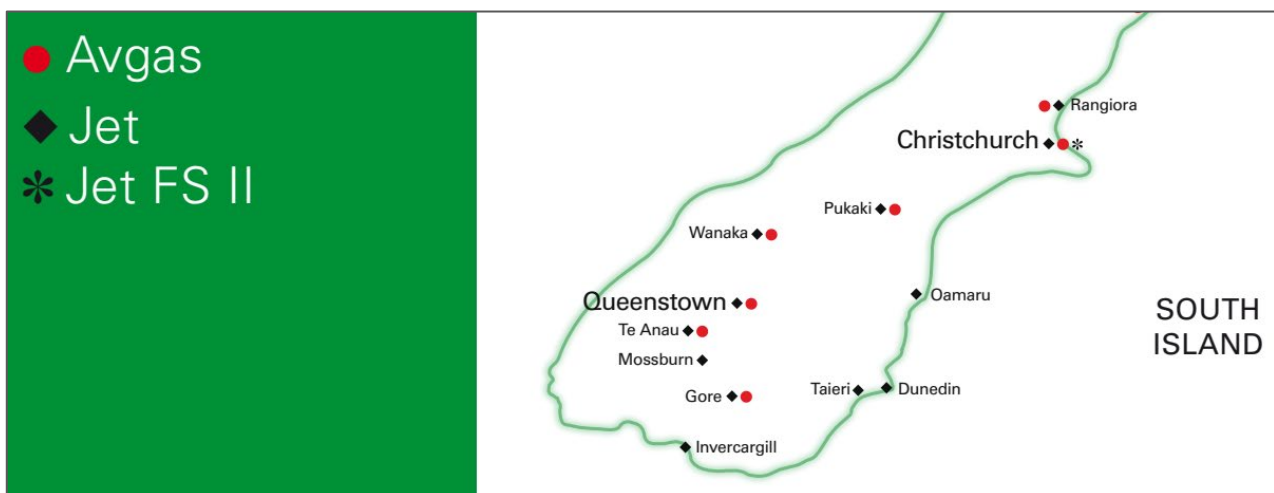 Avgas
Jet
Jet FS II
Rangiora
Christchurch
Pukaki
Wanaka
Oamaru
Queenstown
SOUTH
ISLAND
Te Anau
Mossburn
Taieri
Dunedin
Gore
Invercargill